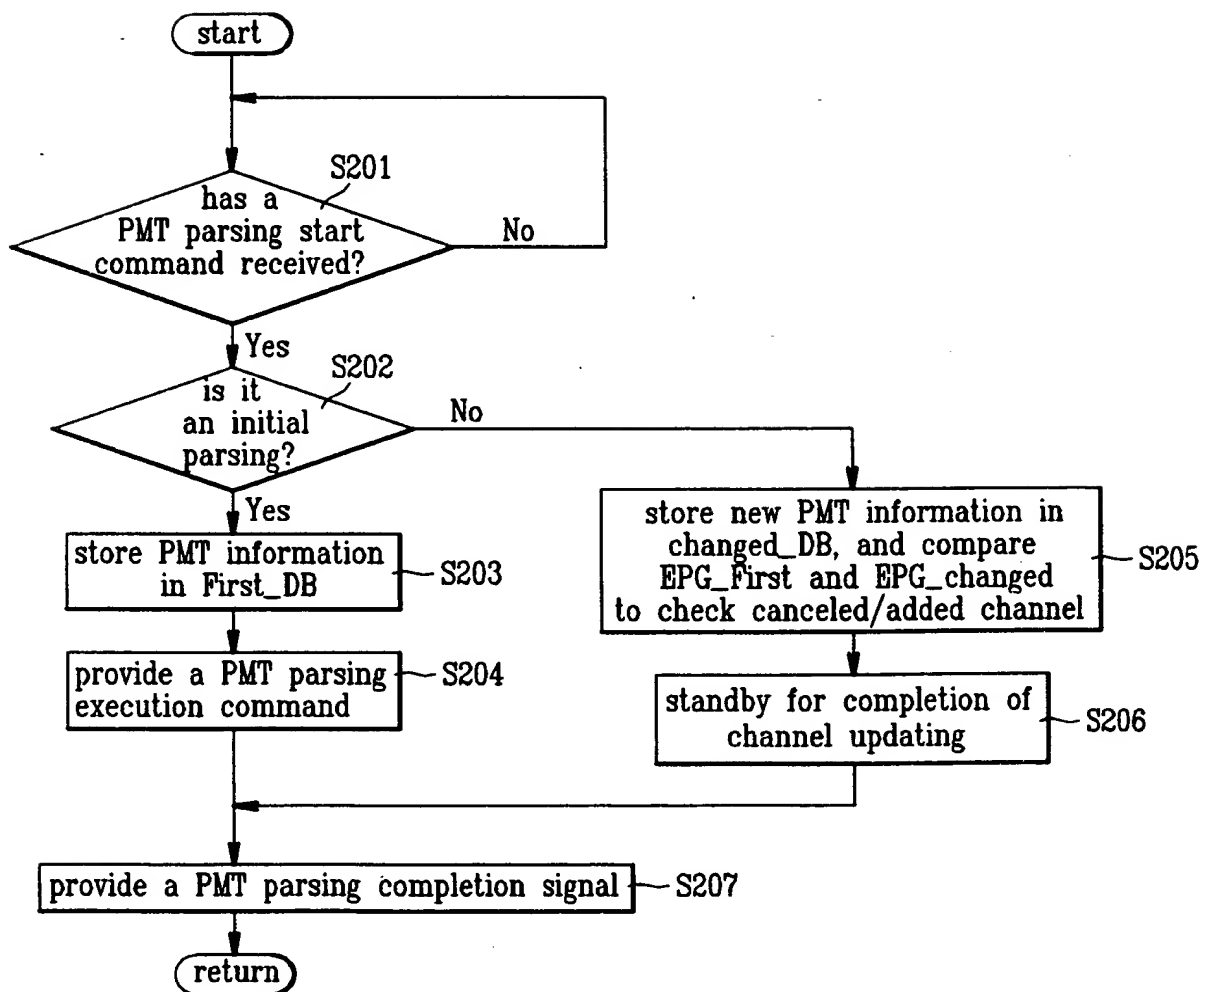 start
S201
has a
PMT parsing start
command received?
No
Yes
S202
is it
an initial
parsing?
No
Yes
store PMT information
in First_DB
S203
provide a PMT parsing
execution command
S204
store new PMT information in
changed_DB, and compare
EPG_First and EPG_changed
to check canceled/added channel
S205
standby for completion of
channel updating
S206
provide a PMT parsing completion signal
S207
return